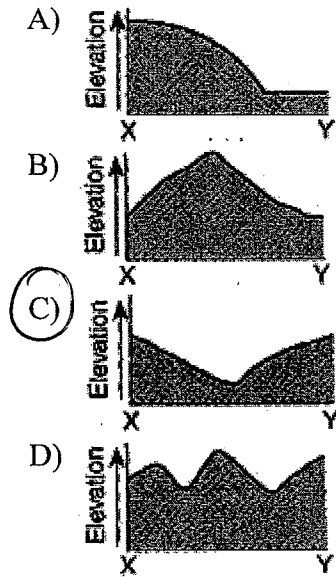 A)
Elevation
X Y
B)
Elevation
X Y
C)
Elevation
X Y
D)
Elevation
X Y